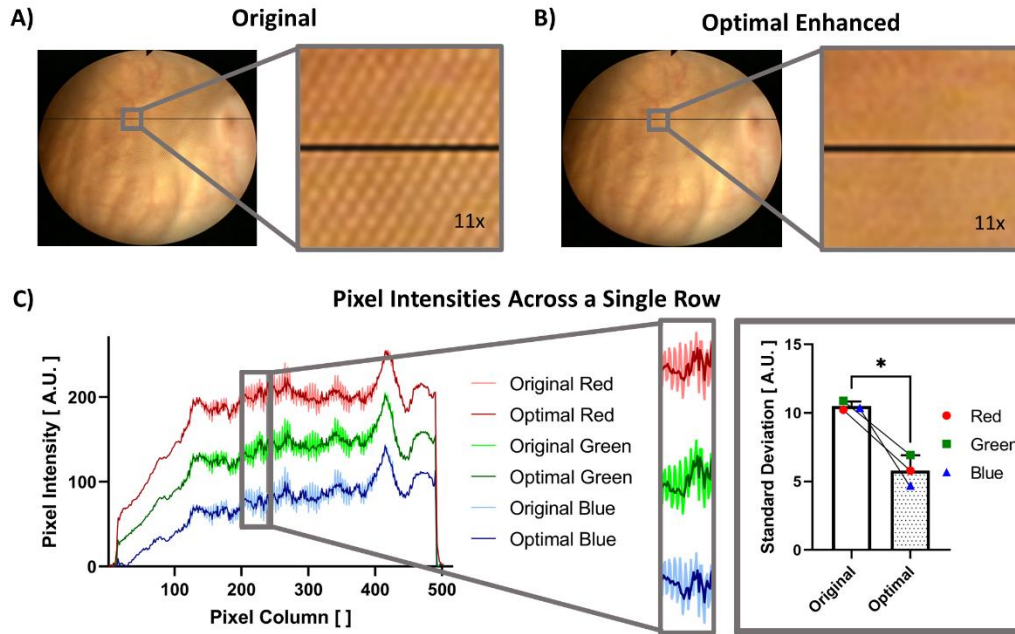 A)
Original
11x
B)
Optimal Enhanced
11x
C)
Pixel Intensities Across a Single Row
Pixel Intensity [ A.U. ]
200
100
0
100
200
300
400
500
Pixel Column [ ]
Original Red
Optimal Red
Original Green
Optimal Green
Original Blue
Optimal Blue
Standard Deviation [ A.U. ]
15
10
5
0
*
Original
Optimal
Red
Green
Blue